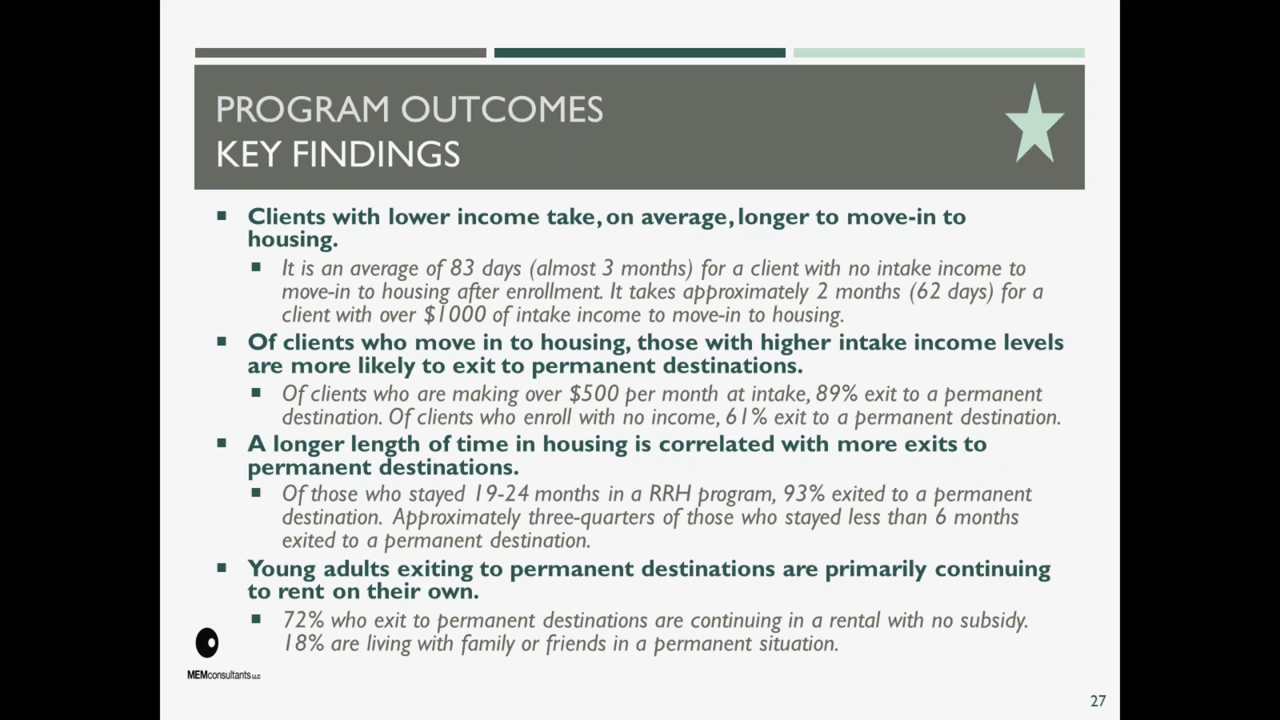 PROGRAM OUTCOMES
KEY FINDINGS
▪ Clients with lower income take, on average, longer to move-in to
housing.
▪ It is an average of 83 days (almost 3 months) for a client with no intake income to
move-in to housing after enrollment. It takes approximately 2 months (62 days) for a
client with over $1000 of intake income to move-in to housing.
▪ Of clients who move in to housing, those with higher intake income levels
are more likely to exit to permanent destinations.
▪ Of clients who are making over $500 per month at intake, 89% exit to a permanent
destination. Of clients who enroll with no income, 61% exit to a permanent destination.
▪ A longer length of time in housing is correlated with more exits to
permanent destinations.
▪ Of those who stayed 19-24 months in a RRH program, 93% exited to a permanent
destination. Approximately three-quarters of those who stayed less than 6 months
exited to a permanent destination.
▪ Young adults exiting to permanent destinations are primarily continuing
to rent on their own.
▪ 72% who exit to permanent destinations are continuing in a rental with no subsidy.
18% are living with family or friends in a permanent situation.
MEMconsultants LLC
27